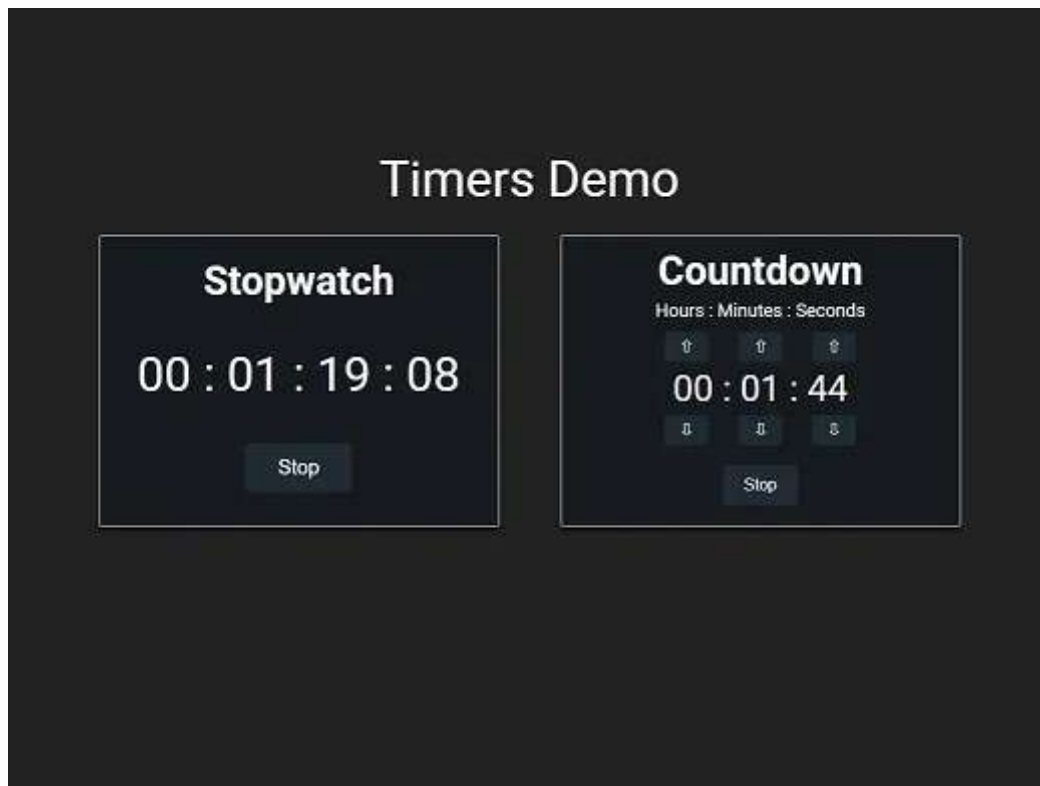 Timers Demo
Stopwatch
00 : 01 : 19 : 08
Stop
Countdown
Hours : Minutes : Seconds
⇧ ⇧ ⇧
00 : 01 : 44
⇩ ⇩ ⇩
Stop